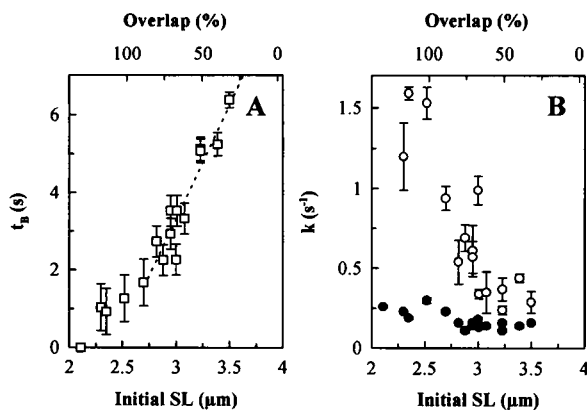 Overlap (%)
100 50 0
A
6
4
2
0
t_B (s)
2 2.5 3 3.5 4
Initial SL (µm)
Overlap (%)
100 50 0
B
1.5
1
0.5
0
k (s⁻¹)
2 2.5 3 3.5 4
Initial SL (µm)